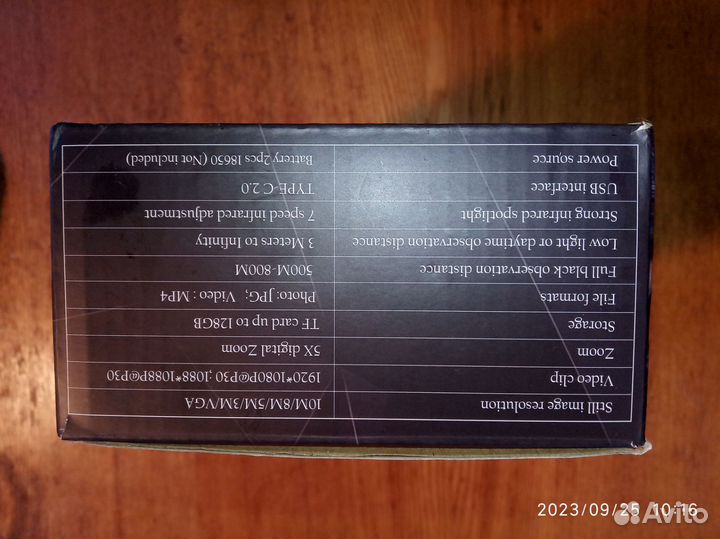 Still image resolution 10M/8M/5M/3M/VGA
Video clip 1920*1080P@P30 ;1088*1088P@P30
Zoom 5X digital Zoom
Storage TF card up to 128GB
File formats Photo: JPG; Video : MP4
Full black observation distance 500M-800M
Low light or daytime observation distance 3 Meters to Infinity
Strong infrared spotlight 7 speed infrared adjustment
USB interface TYPE-C 2.0
Power source Battery 2pcs 18650 (Not included)
2023/09/25 10:16
Avito